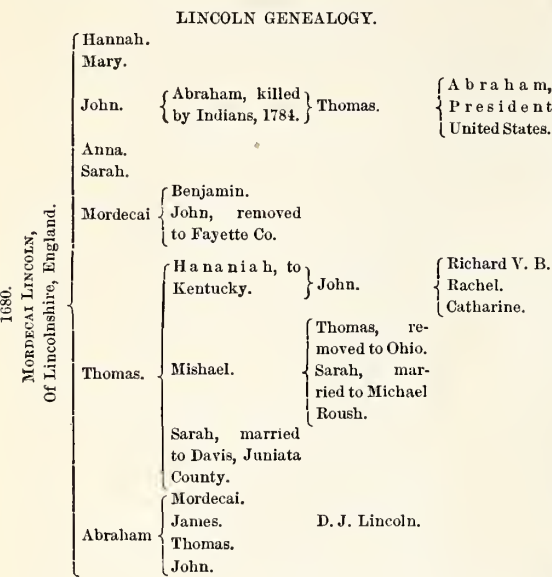 LINCOLN GENEALOGY.
1680.
MORDECAI LINCOLN,
Of Lincolnshire, England.
Hannah.
Mary.
John.
Abraham, killed
by Indians, 1784.
Thomas.
Abraham,
President
United States.
Anna.
Sarah.
Mordecai
Benjamin.
John, removed
to Fayette Co.
Thomas.
Hananiah, to
Kentucky.
John.
Richard V. B.
Rachel.
Catharine.
Mishael.
Thomas, re-
moved to Ohio.
Sarah, mar-
ried to Michael
Roush.
Sarah, married
to Davis, Juniata
County.
Abraham
Mordecai.
James.
D. J. Lincoln.
Thomas.
John.